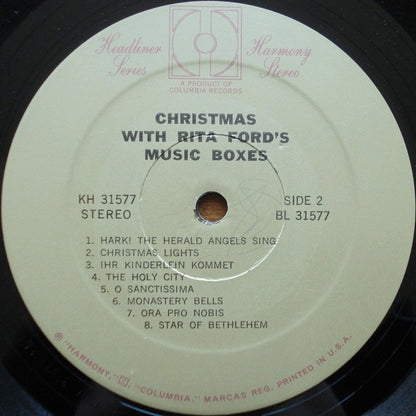 Headliner Harmony
Series Stereo
A PRODUCT OF
COLUMBIA RECORDS
CHRISTMAS
WITH RITA FORD'S
MUSIC BOXES
KH 31577 SIDE 2
STEREO BL 31577
1. HARK! THE HERALD ANGELS SING
2. CHRISTMAS LIGHTS
3. IHR KINDERLEIN KOMMET
4. THE HOLY CITY
5. O SANCTISSIMA
6. MONASTERY BELLS
7. ORA PRO NOBIS
8. STAR OF BETHLEHEM
® "HARMONY," "COLUMBIA," MARCAS REG. PRINTED IN U.S.A.